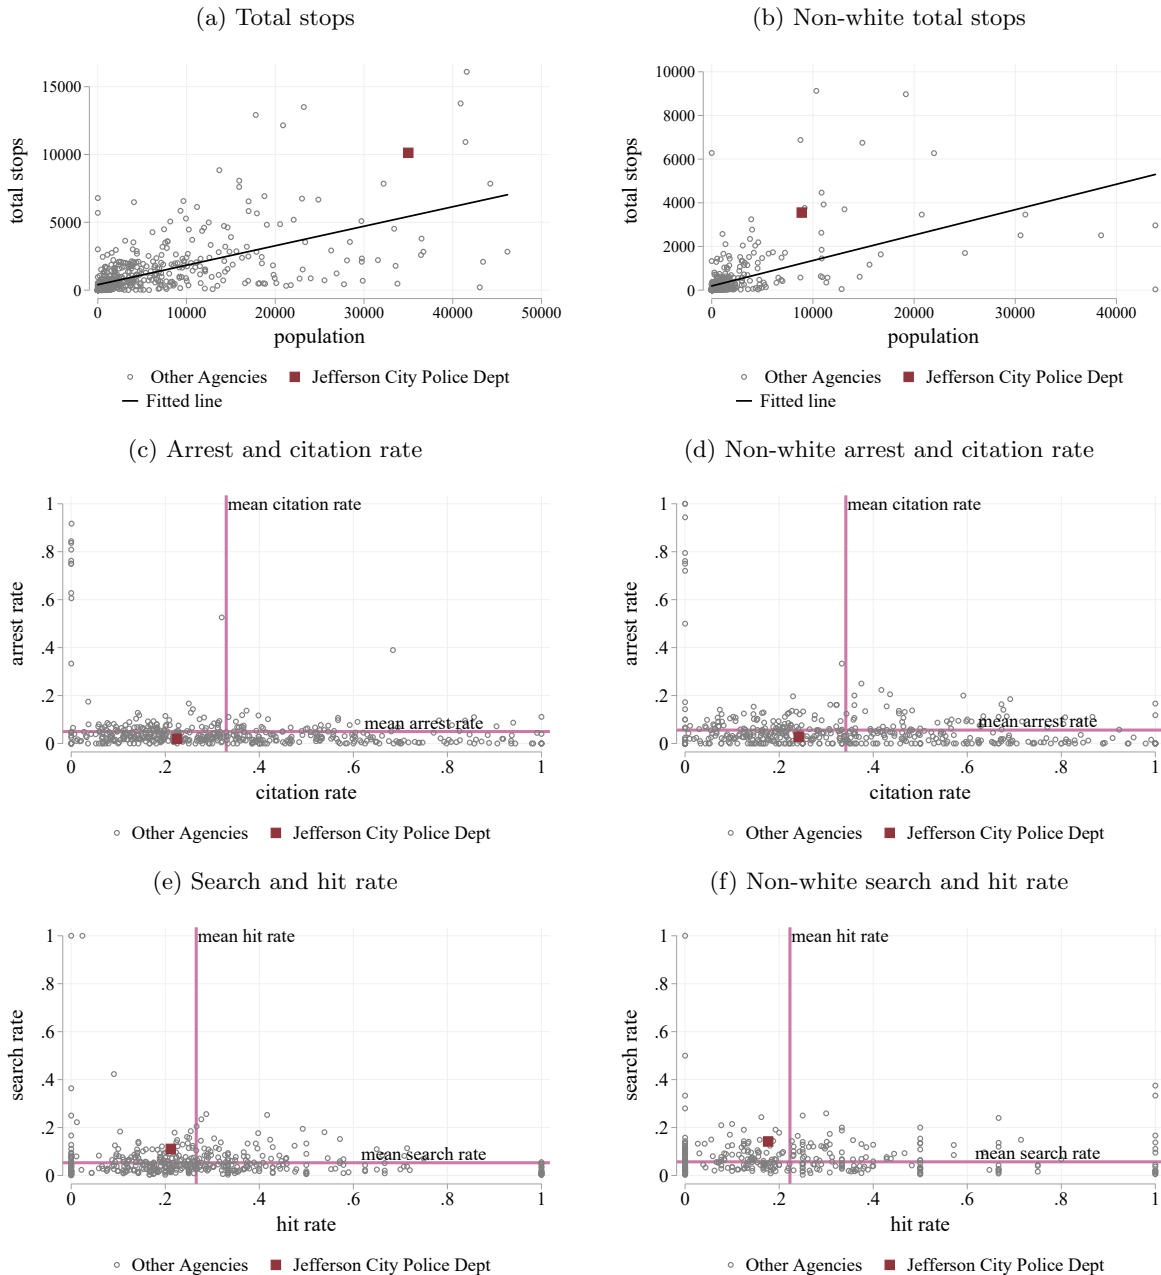 (a) Total stops
(b) Non-white total stops
total stops
15000
10000
5000
0
0 10000 20000 30000 40000 50000
population
Other Agencies Jefferson City Police Dept
Fitted line
total stops
10000
8000
6000
4000
2000
0
0 10000 20000 30000 40000
population
Other Agencies Jefferson City Police Dept
Fitted line
(c) Arrest and citation rate
(d) Non-white arrest and citation rate
arrest rate
1
.8
.6
.4
.2
0
mean citation rate
mean arrest rate
0 .2 .4 .6 .8 1
citation rate
Other Agencies Jefferson City Police Dept
arrest rate
1
.8
.6
.4
.2
0
mean citation rate
mean arrest rate
0 .2 .4 .6 .8 1
citation rate
Other Agencies Jefferson City Police Dept
(e) Search and hit rate
(f) Non-white search and hit rate
search rate
1
.8
.6
.4
.2
0
mean hit rate
mean search rate
0 .2 .4 .6 .8 1
hit rate
Other Agencies Jefferson City Police Dept
search rate
1
.8
.6
.4
.2
0
mean hit rate
mean search rate
0 .2 .4 .6 .8 1
hit rate
Other Agencies Jefferson City Police Dept